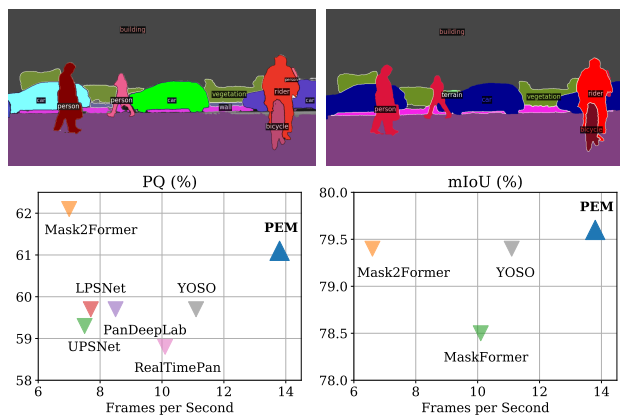 building
car
person
person
car
vegetation
wall
rider
person
car
bicycle
building
person
terrain
car
vegetation
rider
bicycle
PQ (%)
62
61
60
59
58
Mask2Former
PEM
LPSNet
YOSO
PanDeepLab
UPSNet
RealTimePan
6 8 10 12 14
Frames per Second
mIoU (%)
80.0
79.5
79.0
78.5
78.0
PEM
Mask2Former
YOSO
MaskFormer
6 8 10 12 14
Frames per Second